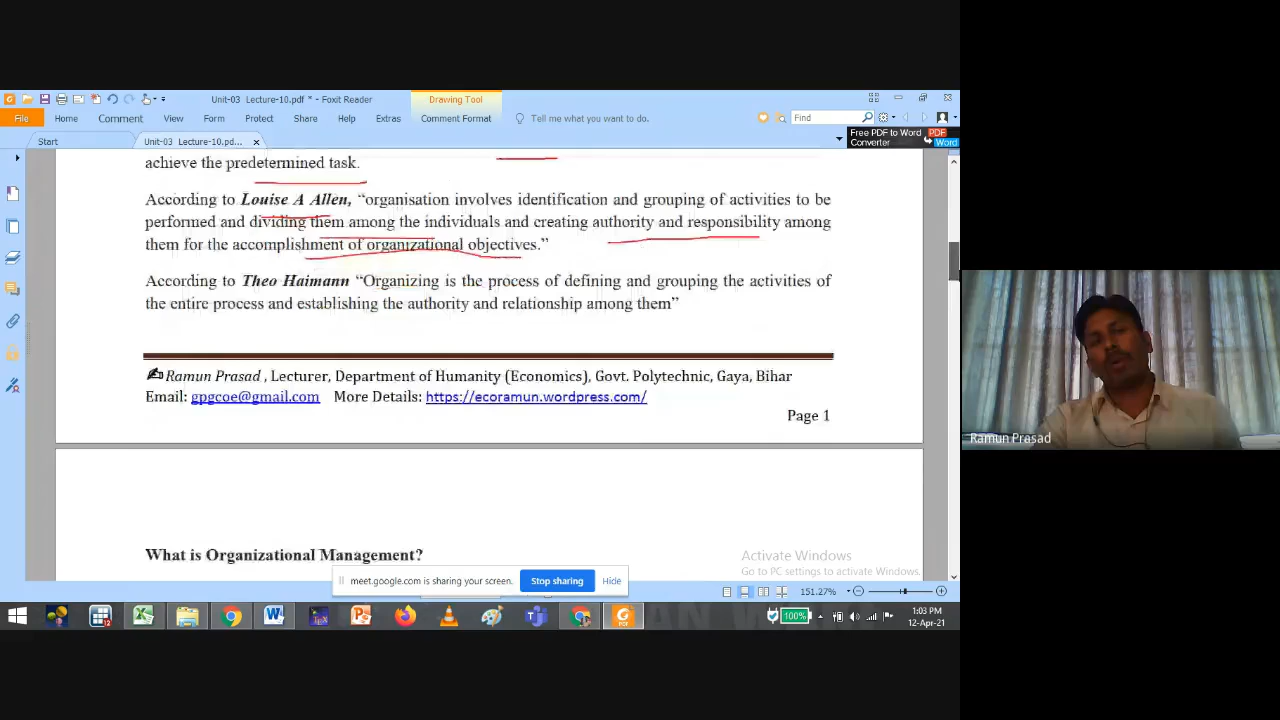 Unit-03 Lecture-10.pdf * - Foxit Reader
Drawing Tool
File Home Comment View Form Protect Share Help Extras Comment Format Tell me what you want to do. Find
Start Unit-03 Lecture-10.pd...
Free PDF to Word Converter
PDF
Word
achieve the predetermined task.
According to Louise A Allen, “organisation involves identification and grouping of activities to be
performed and dividing them among the individuals and creating authority and responsibility among
them for the accomplishment of organizational objectives.”
According to Theo Haimann “Organizing is the process of defining and grouping the activities of
the entire process and establishing the authority and relationship among them”
Ramun Prasad , Lecturer, Department of Humanity (Economics), Govt. Polytechnic, Gaya, Bihar
Email: gpgcoe@gmail.com More Details: https://ecoramun.wordpress.com/
Page 1
Ramun Prasad
What is Organizational Management?
Activate Windows
Go to PC settings to activate Windows.
meet.google.com is sharing your screen. Stop sharing Hide
151.27%
100%
1:03 PM
12-Apr-21